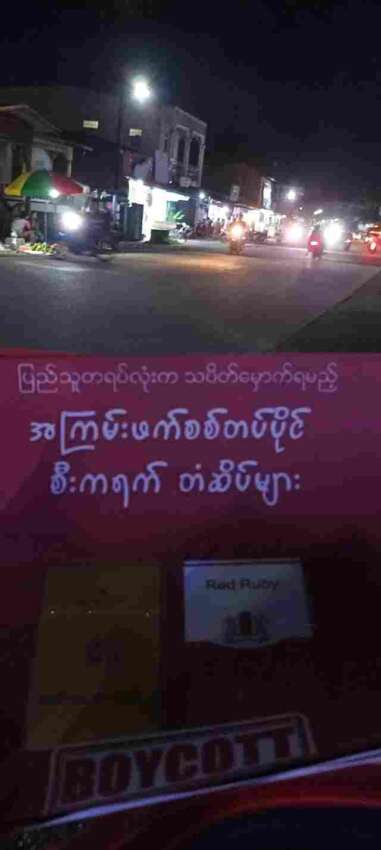 ပြည်သူတရပ်လုံးက သပိတ်မှောက်ရမည့်
အကြမ်းဖက်စစ်တပ်ပိုင်
စီးကရက် တံဆိပ်များ
Red Ruby
BOYCOTT